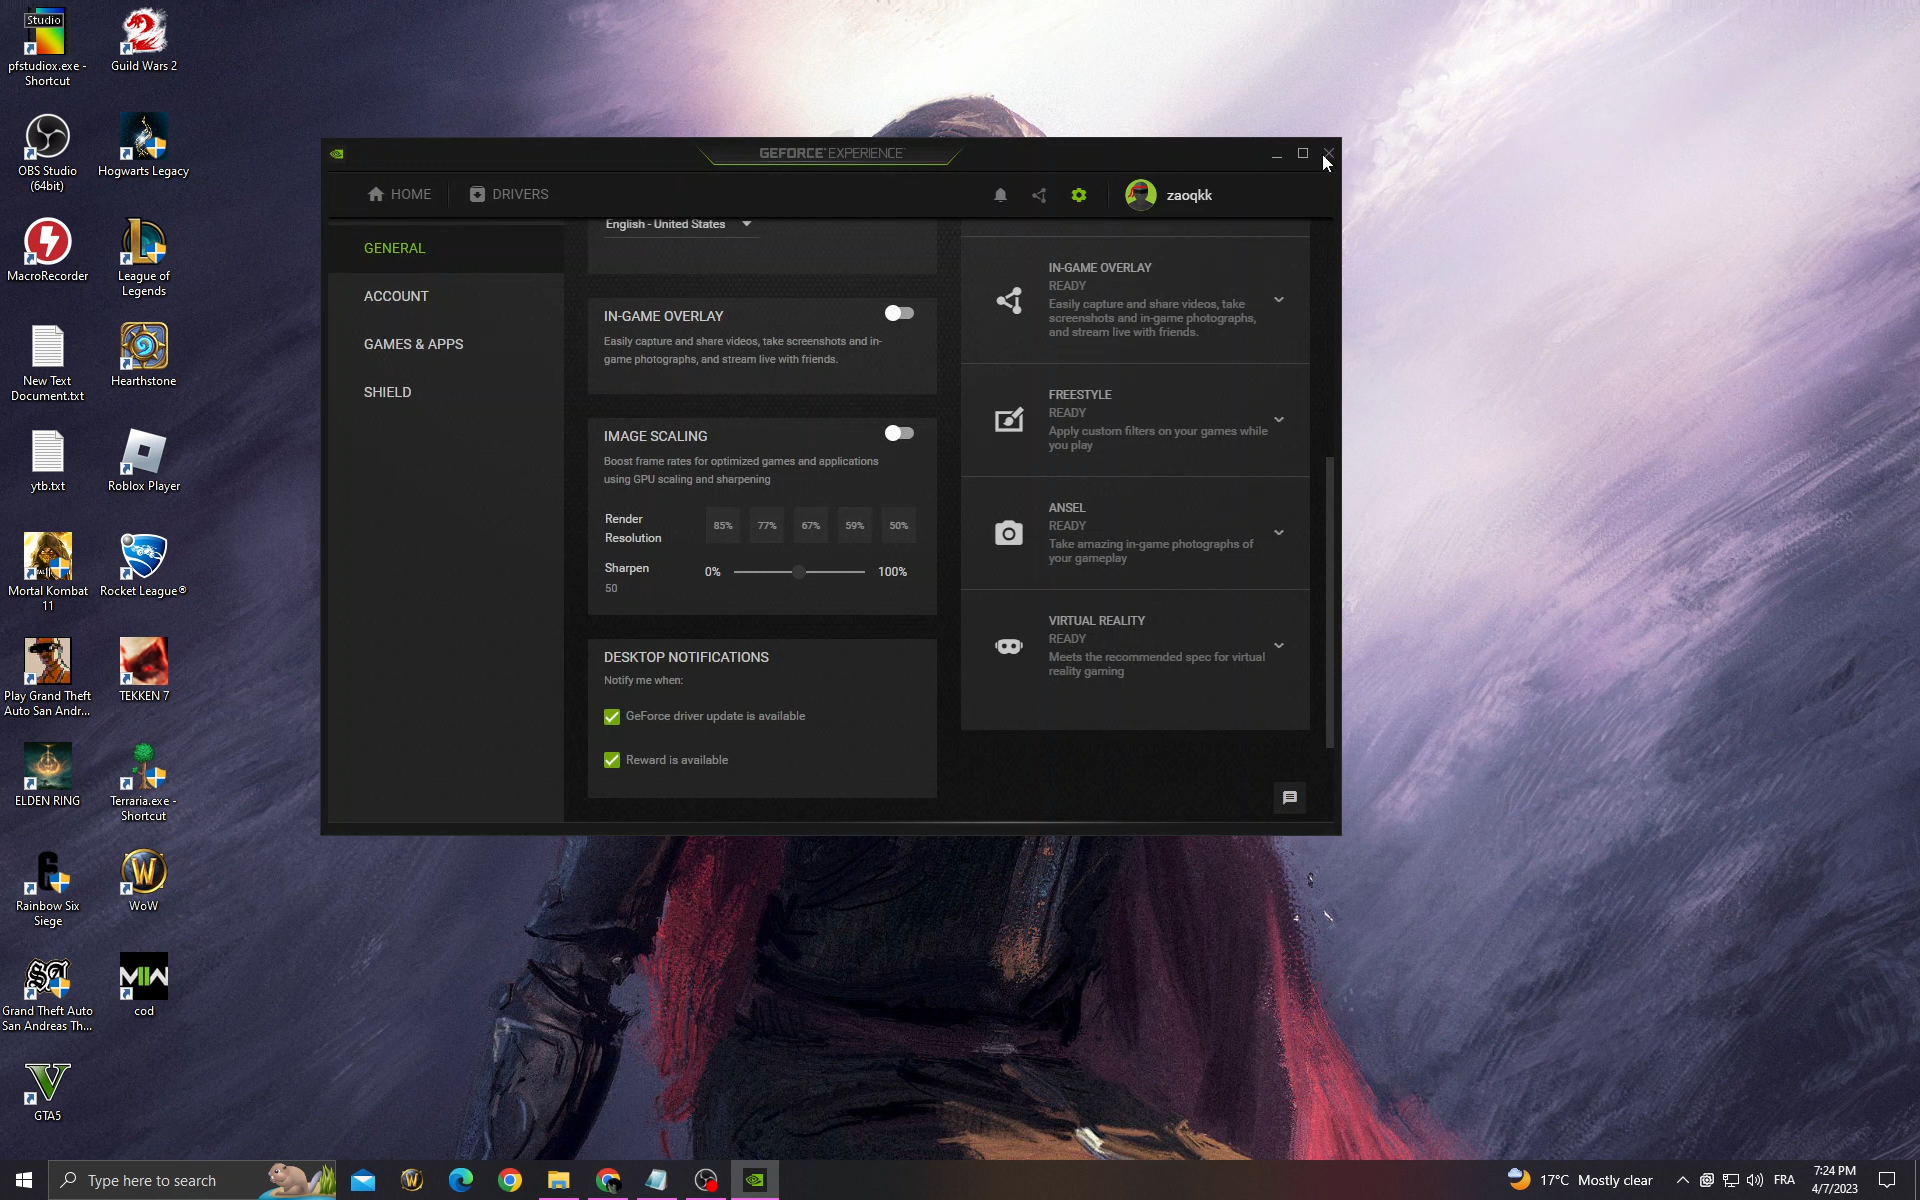 Studio
pfstudiox.exe -
Shortcut
Guild Wars 2
OBS Studio
(64bit)
Hogwarts Legacy
MacroRecorder
League of
Legends
New Text
Document.txt
Hearthstone
ytb.txt
Roblox Player
Mortal Kombat
11
Rocket League®
Play Grand Theft
Auto San Andr...
TEKKEN 7
ELDEN RING
Terraria.exe -
Shortcut
Rainbow Six
Siege
WoW
Grand Theft Auto
San Andreas Th...
cod
GTA5
GEFORCE EXPERIENCE
HOME
DRIVERS
zaoqkk
GENERAL
ACCOUNT
GAMES & APPS
SHIELD
English - United States
IN-GAME OVERLAY
Easily capture and share videos, take screenshots and in-
game photographs, and stream live with friends.
IMAGE SCALING
Boost frame rates for optimized games and applications
using GPU scaling and sharpening
Render
Resolution
85% 77% 67% 59% 50%
Sharpen
50
0% 100%
DESKTOP NOTIFICATIONS
Notify me when:
GeForce driver update is available
Reward is available
IN-GAME OVERLAY
READY
Easily capture and share videos, take
screenshots and in-game photographs,
and stream live with friends.
FREESTYLE
READY
Apply custom filters on your games while
you play
ANSEL
READY
Take amazing in-game photographs of
your gameplay
VIRTUAL REALITY
READY
Meets the recommended spec for virtual
reality gaming
Type here to search
17°C Mostly clear
FRA
7:24 PM
4/7/2023